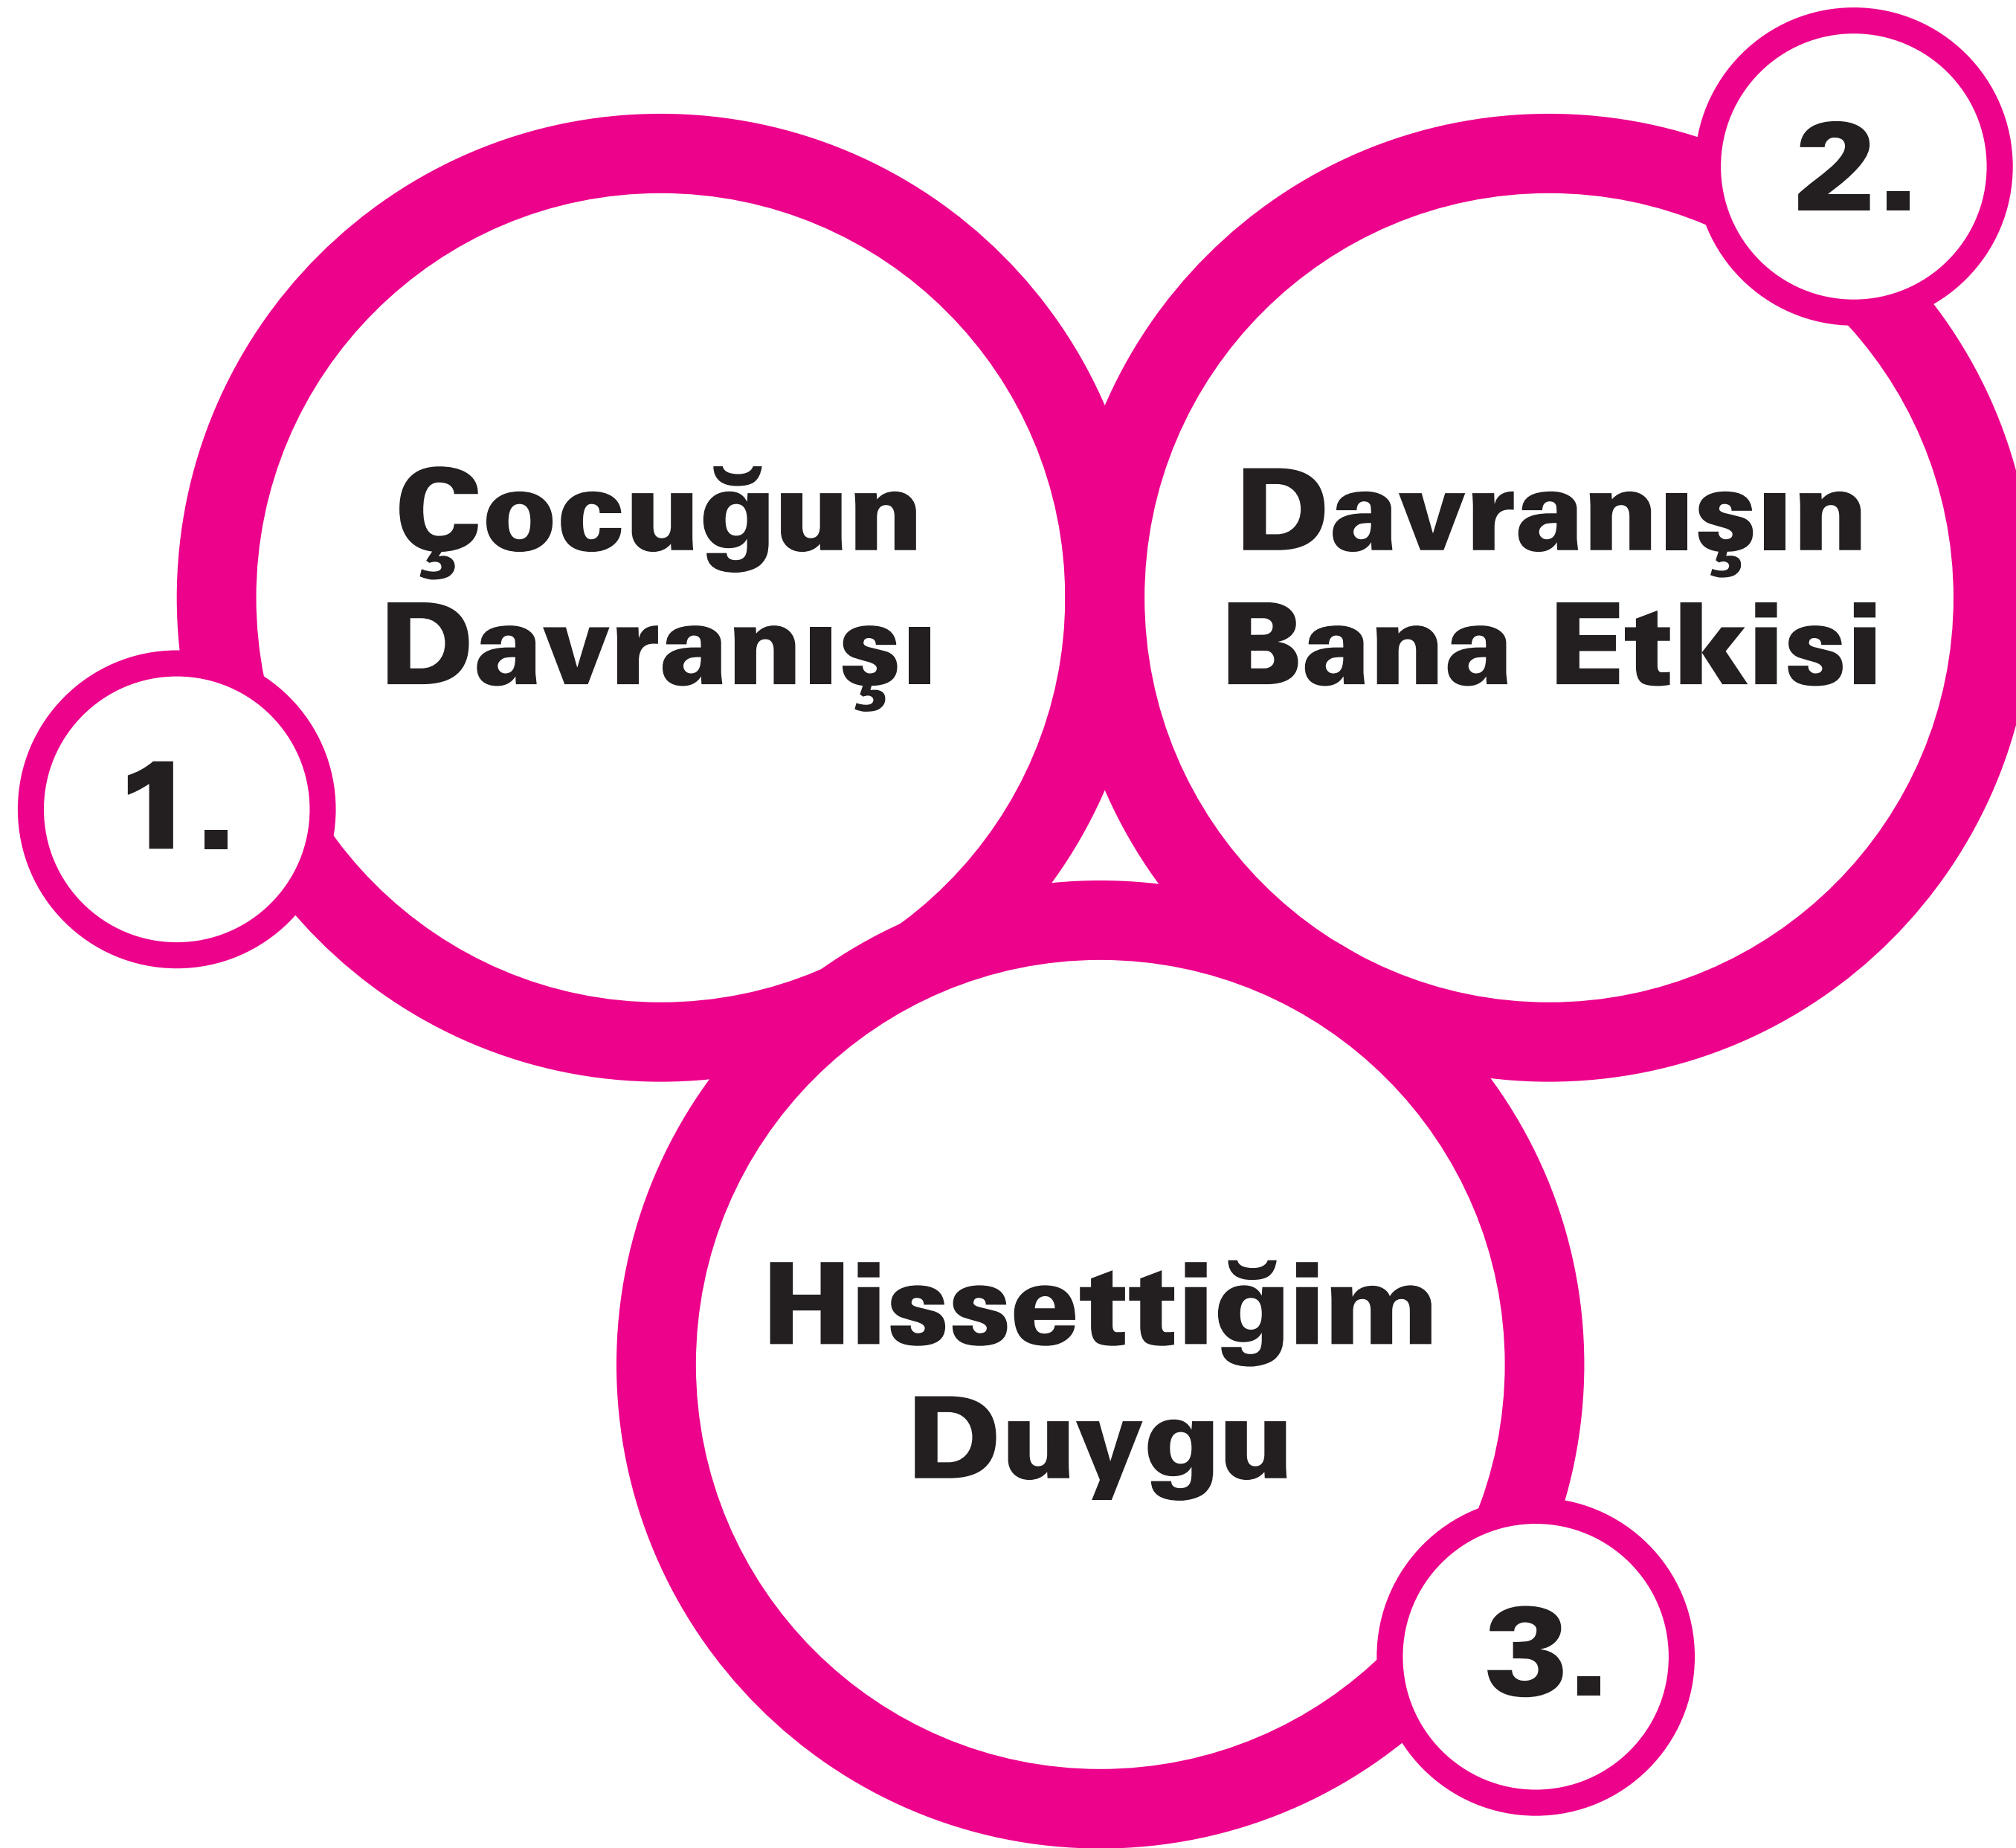 1.
Çocuğun
Davranışı
2.
Davranışın
Bana Etkisi
3.
Hissettiğim
Duygu